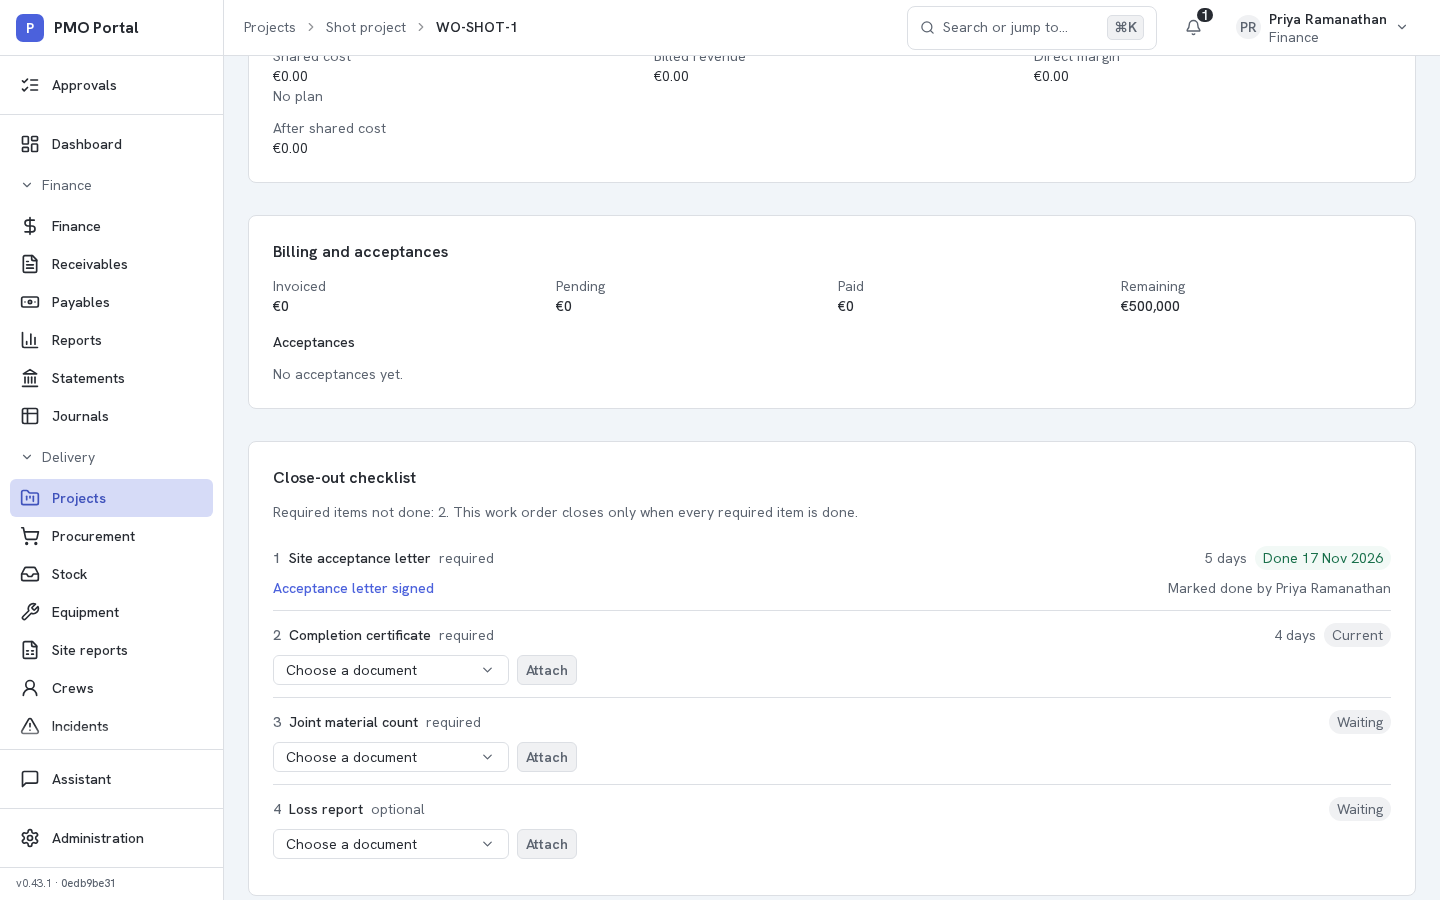 P PMO Portal
Projects > Shot project > WO-SHOT-1
Search or jump to... ⌘K
1
PR Priya Ramanathan
Finance
Approvals
Dashboard
Finance
Finance
Receivables
Payables
Reports
Statements
Journals
Delivery
Projects
Procurement
Stock
Equipment
Site reports
Crews
Incidents
Assistant
Administration
v0.43.1 · 0edb9be31
Shared cost Billed revenue Direct margin
€0.00 €0.00 €0.00
No plan
After shared cost
€0.00
Billing and acceptances
Invoiced Pending Paid Remaining
€0 €0 €0 €500,000
Acceptances
No acceptances yet.
Close-out checklist
Required items not done: 2. This work order closes only when every required item is done.
1 Site acceptance letter required 5 days Done 17 Nov 2026
Acceptance letter signed Marked done by Priya Ramanathan
2 Completion certificate required 4 days Current
Choose a document Attach
3 Joint material count required Waiting
Choose a document Attach
4 Loss report optional Waiting
Choose a document Attach